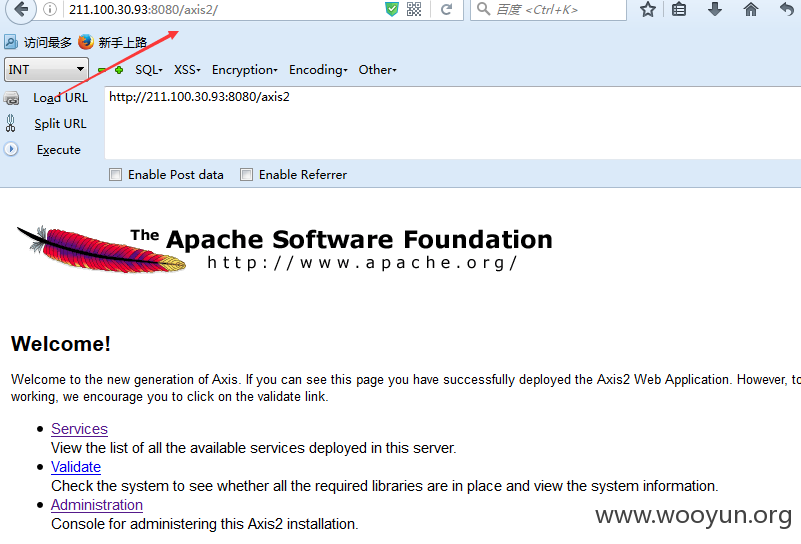 211.100.30.93:8080/axis2/
百度 <Ctrl+K>
访问最多 新手上路
INT SQL▾ XSS▾ Encryption▾ Encoding▾ Other▾
Load URL http://211.100.30.93:8080/axis2
Split URL
Execute
Enable Post data Enable Referrer
The Apache Software Foundation
http://www.apache.org/
Welcome!
Welcome to the new generation of Axis. If you can see this page you have successfully deployed the Axis2 Web Application. However, to
working, we encourage you to click on the validate link.
Services
View the list of all the available services deployed in this server.
Validate
Check the system to see whether all the required libraries are in place and view the system information.
Administration
Console for administering this Axis2 installation.
www.wooyun.org